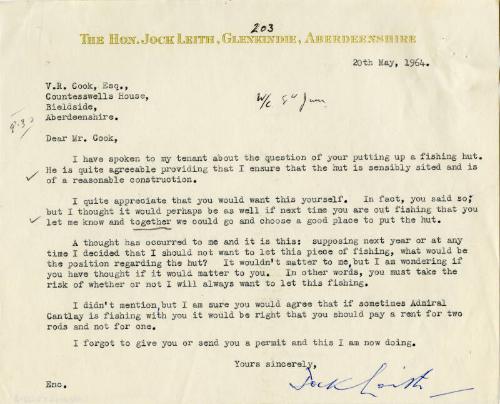 203
THE HON. JOCK LEITH, GLENKINDIE, ABERDEENSHIRE
20th May, 1964.
V.R. Cook, Esq.,
Countesswells House,
Bieldside,
Aberdeenshire.
W/c 8th June
Dear Mr. Cook,
I have spoken to my tenant about the question of your putting up a fishing hut.
He is quite agreeable providing that I ensure that the hut is sensibly sited and is
of reasonable construction.
I quite appreciate that you would want this yourself. In fact, you said so;
but I thought it would perhaps be as well if next time you are out fishing that you
let me know and together we could go and choose a good place to put the hut.
A thought has occurred to me and it is this: supposing next year or at any
time I decided that I should not want to let this piece of fishing, what would be
the position regarding the hut? It wouldn't matter to me, but I am wondering if
you have thought if it would matter to you. In other words, you must take the
risk of whether or not I will always want to let this fishing.
I didn't mention, but I am sure you would agree that if sometimes Admiral
Cantlay is fishing with you it would be right that you should pay a rent for two
rods and not for one.
I forgot to give you or send you a permit and this I am now doing.
Yours sincerely,
Enc.
Jock Leith